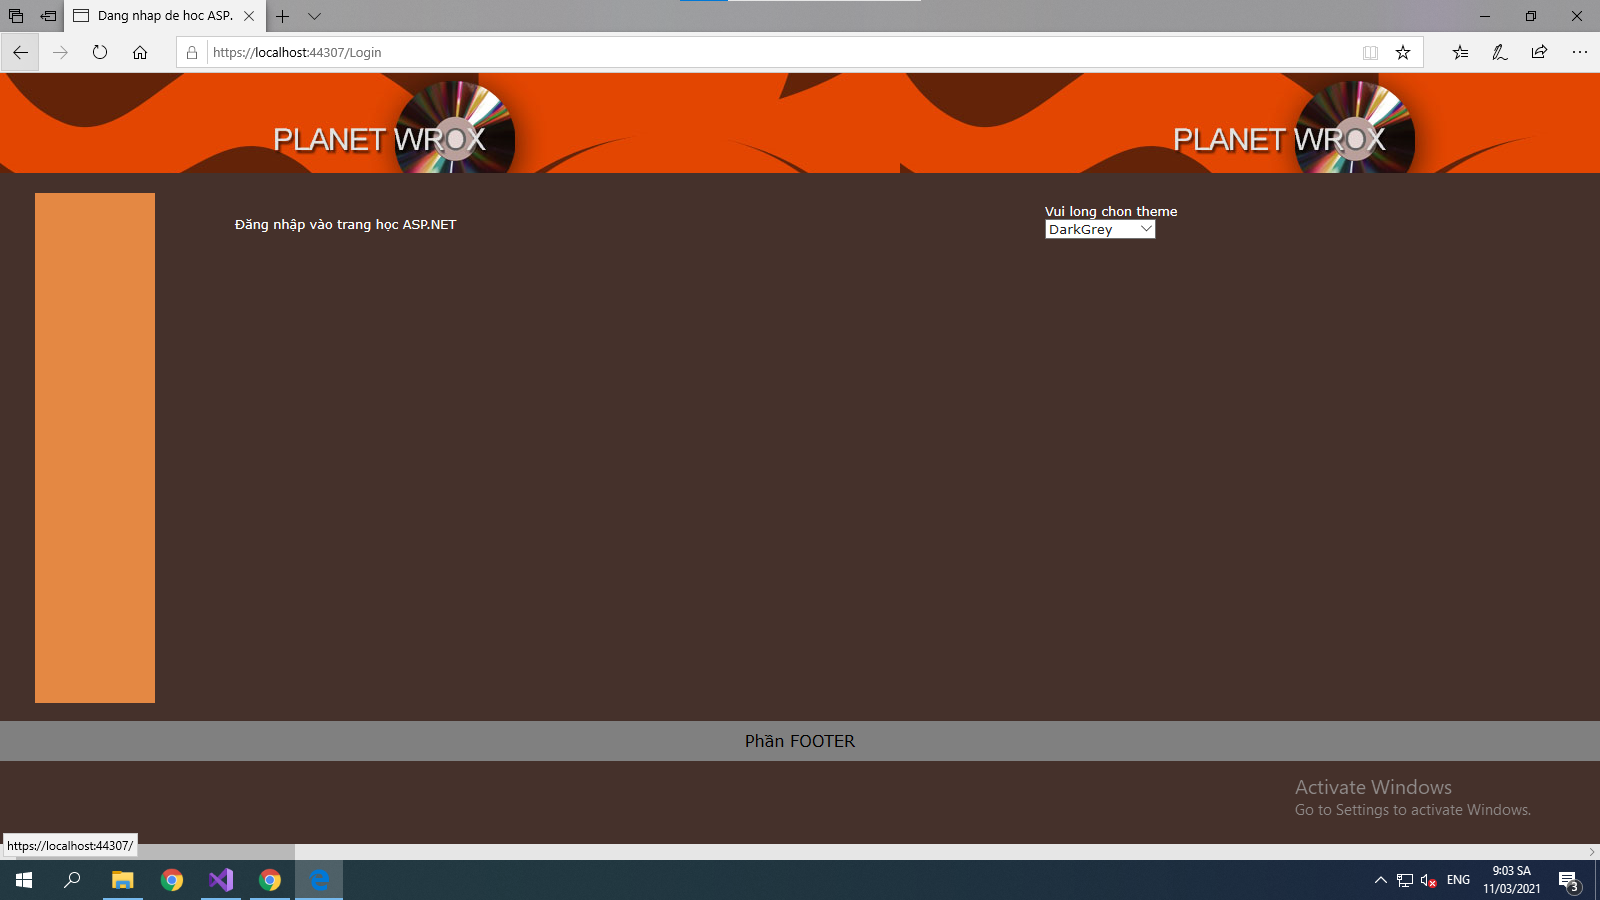 Dang nhap de hoc ASP.
https://localhost:44307/Login
PLANET WROX
PLANET WROX
Đăng nhập vào trang học ASP.NET
Vui long chon theme
DarkGrey
Phần FOOTER
Activate Windows
Go to Settings to activate Windows.
https://localhost:44307/
ENG
9:03 SA
11/03/2021
3